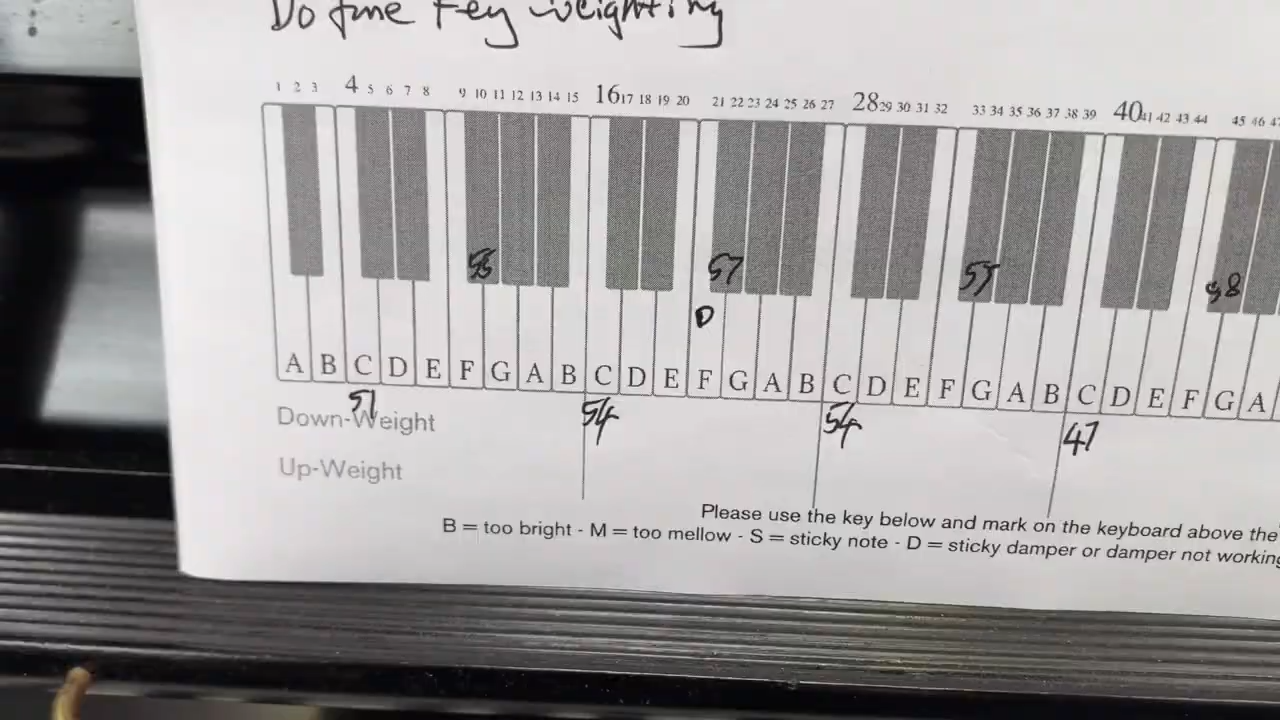 Do fine key weighting
1 2 3 4 5 6 7 8 9 10 11 12 13 14 15 16 17 18 19 20 21 22 23 24 25 26 27 28 29 30 31 32 33 34 35 36 37 38 39 40 41 42 43 44 45 46 47
57 58
D
A B C D E F G A B C D E F G A B C D E F G A B C D E F G A
51 54 54 47
Down-Weight
Up-Weight
Please use the key below and mark on the keyboard above the
B = too bright - M = too mellow - S = sticky note - D = sticky damper or damper not working